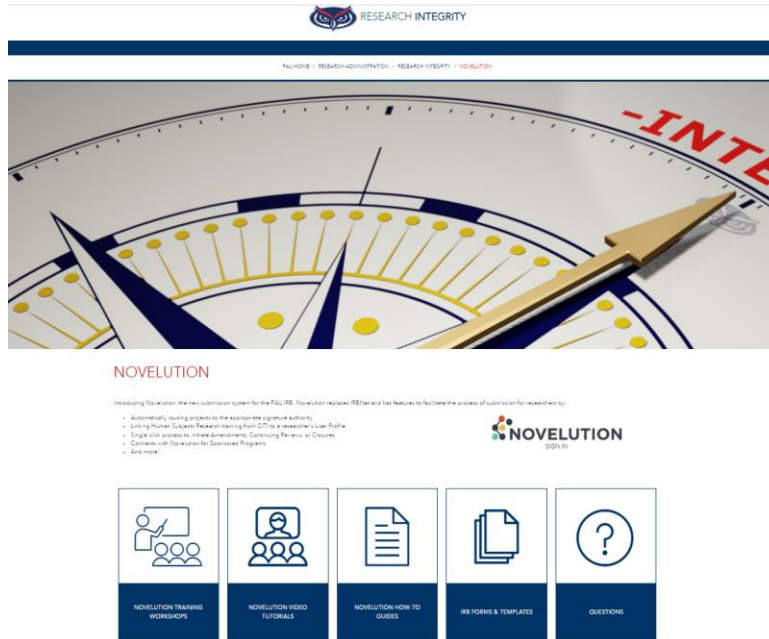 RESEARCH INTEGRITY
FAU HOME / RESEARCH ADMINISTRATION / RESEARCH INTEGRITY / NOVELUTION
-INTE
NOVELUTION
Introducing Novelution, the new submission system for the FAU IRB. Novelution replaces IRBNet and has features to facilitate the process of submission for researchers by:
Automatically routing projects to the appropriate signature authority
Linking Human Subjects Research training from CITI to a researcher's User Profile
Single click process to initiate Amendments, Continuing Reviews, or Closures
Connects with Novelution for Sponsored Programs
And more!
NOVELUTION
SIGN IN
NOVELUTION TRAINING
WORKSHOPS
NOVELUTION VIDEO
TUTORIALS
NOVELUTION HOW-TO
GUIDES
IRB FORMS & TEMPLATES
QUESTIONS